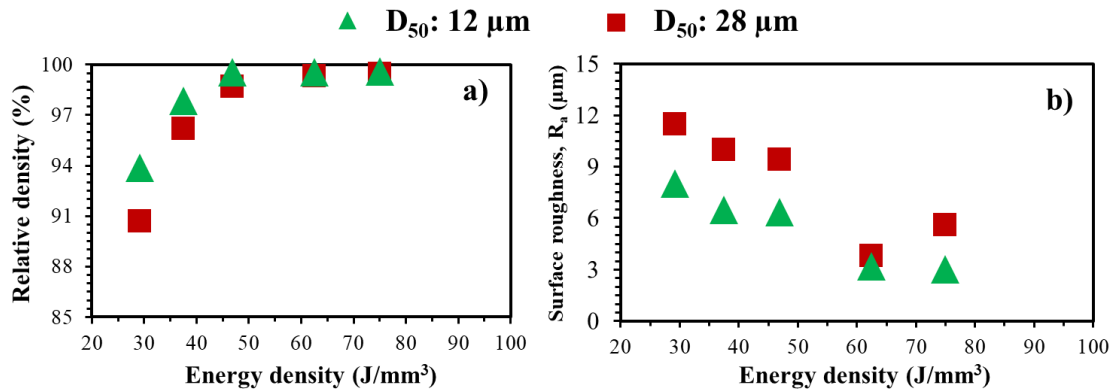 D₅₀: 12 µm
D₅₀: 28 µm
Relative density (%)
100
97
94
91
88
85
a)
20 30 40 50 60 70 80 90 100
Energy density (J/mm³)
Surface roughness, Rₐ (µm)
15
12
9
6
3
0
b)
20 30 40 50 60 70 80 90 100
Energy density (J/mm³)